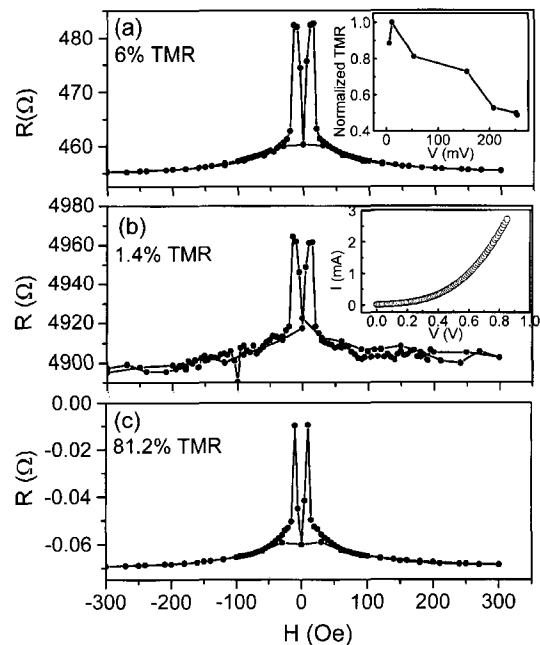 (a)
6% TMR
R(Ω)
480
470
460
Normalized TMR
1.0
0.8
0.6
0.4
0
100
200
V (mV)
(b)
1.4% TMR
R (Ω)
4980
4960
4940
4920
4900
I (mA)
3
2
1
0
0.0 0.2 0.4 0.6 0.8 1.0
V (V)
(c)
81.2% TMR
R (Ω)
0.00
-0.02
-0.04
-0.06
-300 -200 -100 0 100 200 300
H (Oe)